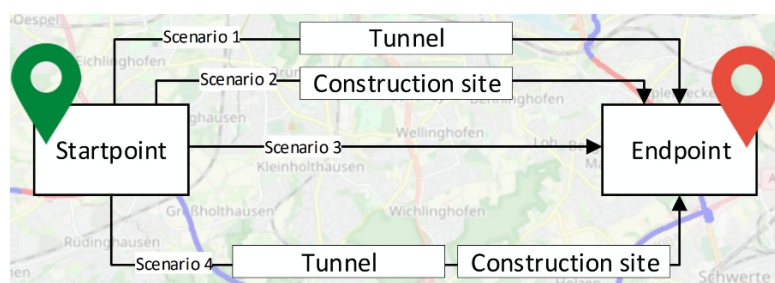 Oespel
Scenario 1
Tunnel
Eichlinghofen
Scenario 2
Construction site
Wellinghofen
Startpoint
Scenario 3
Endpoint
Kleinholthausen
Großholthausen
Wichlinghofen
Rüdinghausen
Scenario 4
Tunnel
Construction site
Schwerte